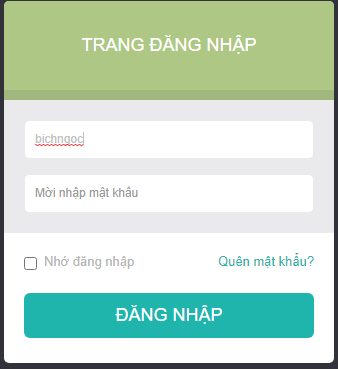 TRANG ĐĂNG NHẬP
bichngoc
Mời nhập mật khẩu
Nhớ đăng nhập
Quên mật khẩu?
ĐĂNG NHẬP